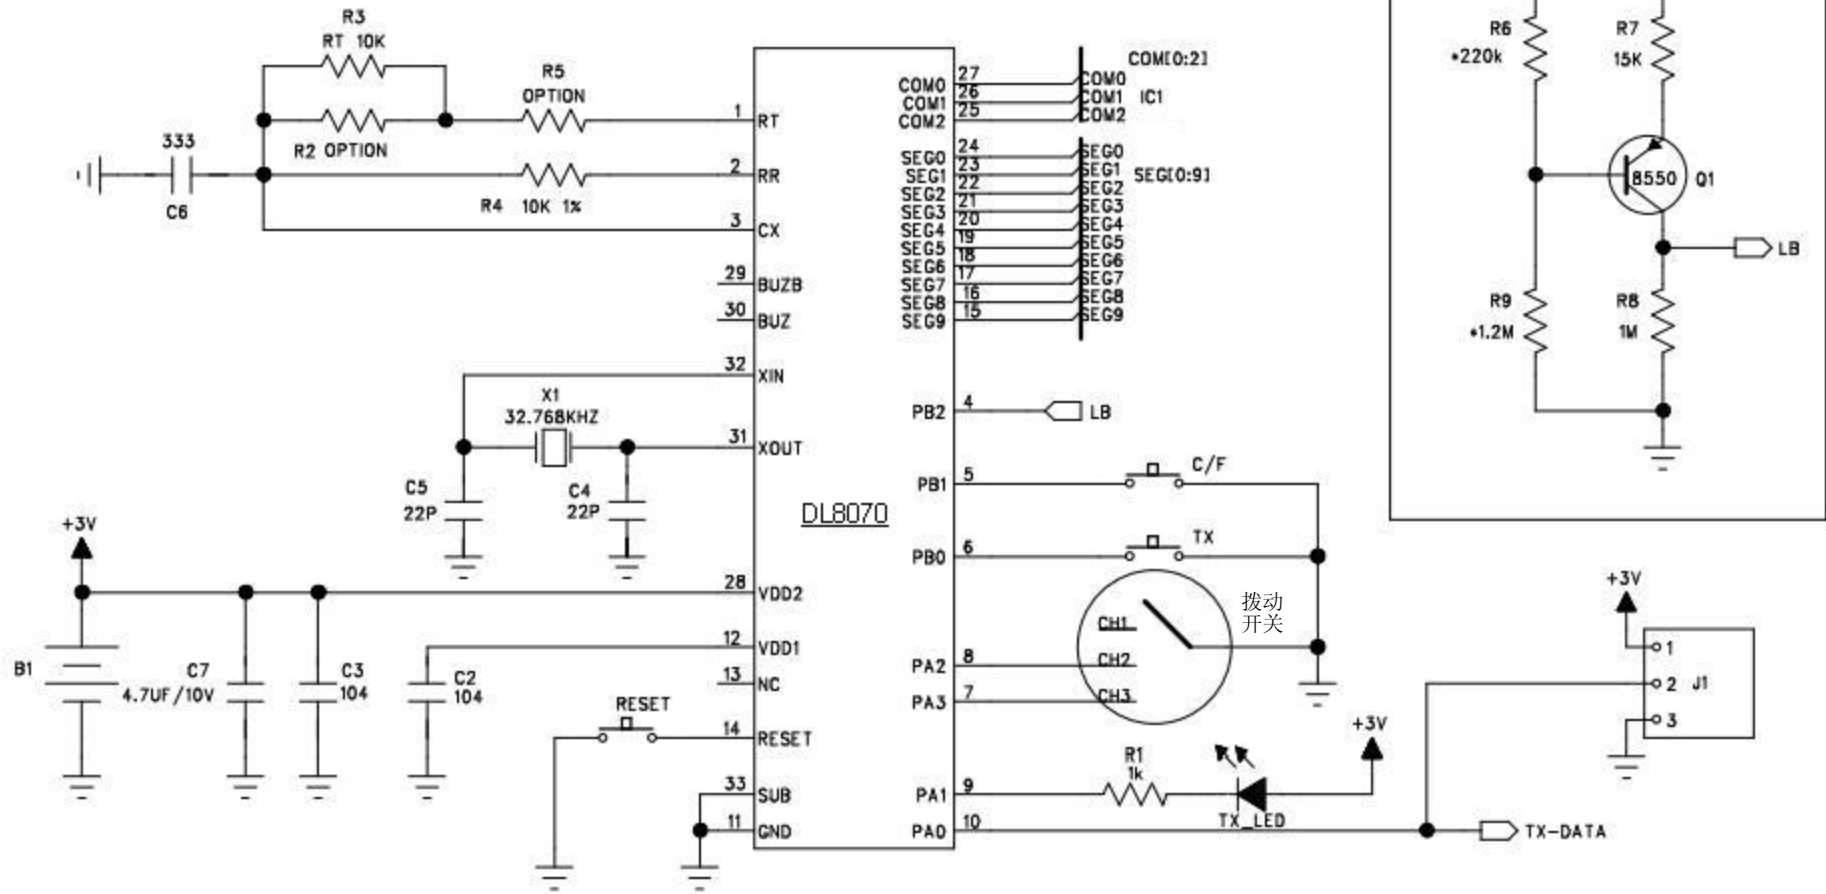 R3
RT 10K
R5
OPTION
R2 OPTION
333
C6
R4 10K 1%
1 RT
2 RR
3 CX
29 BUZB
30 BUZ
32 XIN
X1
32.768KHZ
31 XOUT
C5
22P
C4
22P
DL8070
+3V
28 VDD2
12 VDD1
13 NC
B1
C7
4.7UF/10V
C3
104
C2
104
RESET
14 RESET
33 SUB
11 GND
COM0 27 COM0
COM1 26 COM1
COM2 25 COM2
COM[0:2]
IC1
SEG0 24 SEG0
SEG1 23 SEG1
SEG2 22 SEG2
SEG3 21 SEG3
SEG4 20 SEG4
SEG5 19 SEG5
SEG6 18 SEG6
SEG7 17 SEG7
SEG8 16 SEG8
SEG9 15 SEG9
SEG[0:9]
PB2 4 LB
PB1 5 C/F
PB0 6 TX
拨动
开关
CH1
PA2 8 CH2
PA3 7 CH3
R1
1k
PA1 9
TX_LED
+3V
PA0 10
TX-DATA
R6
*220k
R7
15K
8550 Q1
LB
R9
*1.2M
R8
1M
+3V
1
2
3
J1